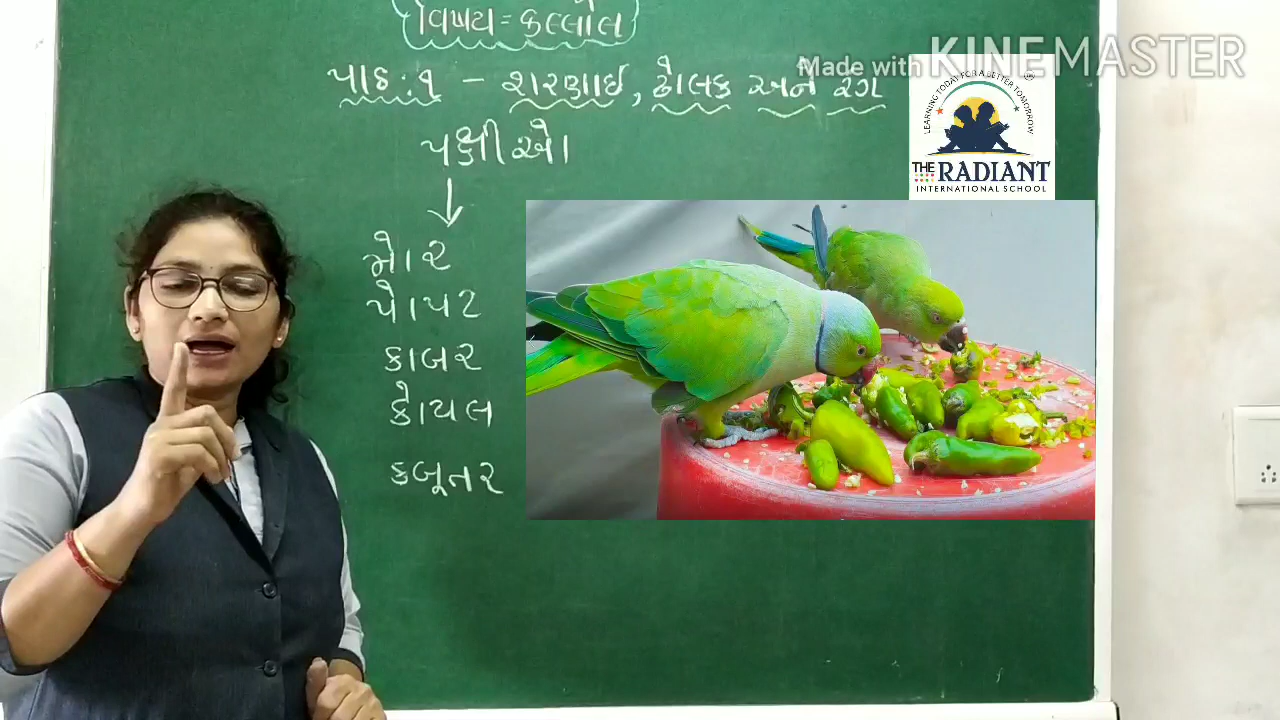 વિષય = કલ્લોલ
Made with KINEMASTER
પાઠ : ૧ - શરણાઈ, ઢોલક અને રંગ
LEARNING TODAY FOR A BETTER TOMORROW
THE RADIANT
INTERNATIONAL SCHOOL
પક્ષીઓ
મોર
પોપટ
કાબર
કોયલ
કબૂતર